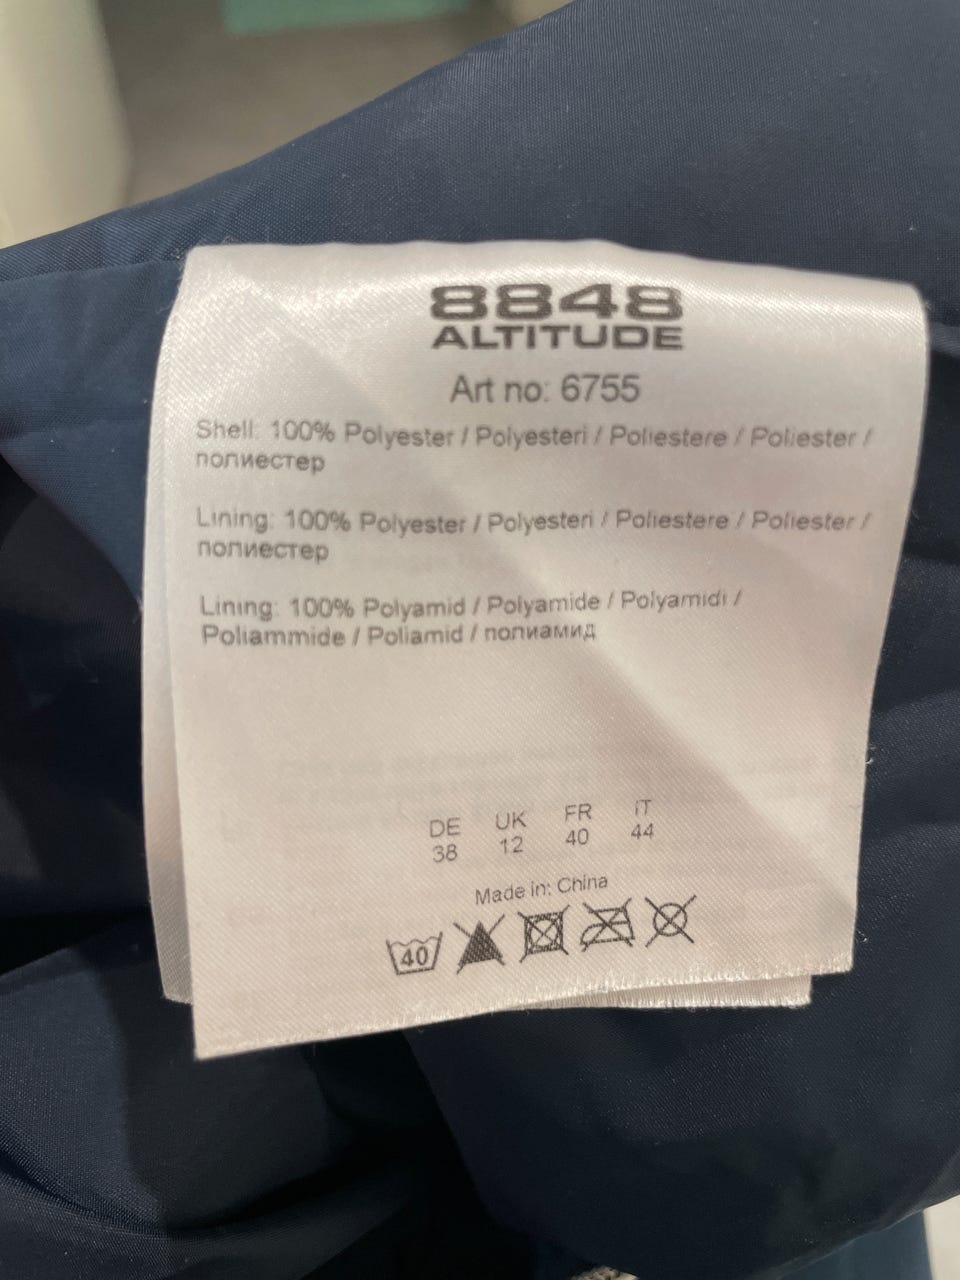 8848
ALTITUDE
Art no: 6755
Shell: 100% Polyester / Polyesteri / Poliestere / Poliester /
полиестер
Lining: 100% Polyester / Polyesteri / Poliestere / Poliester /
полиестер
Lining: 100% Polyamid / Polyamide / Polyamidi /
Poliammide / Poliamid / полиамид
DE UK FR IT
38 12 40 44
Made in: China
40